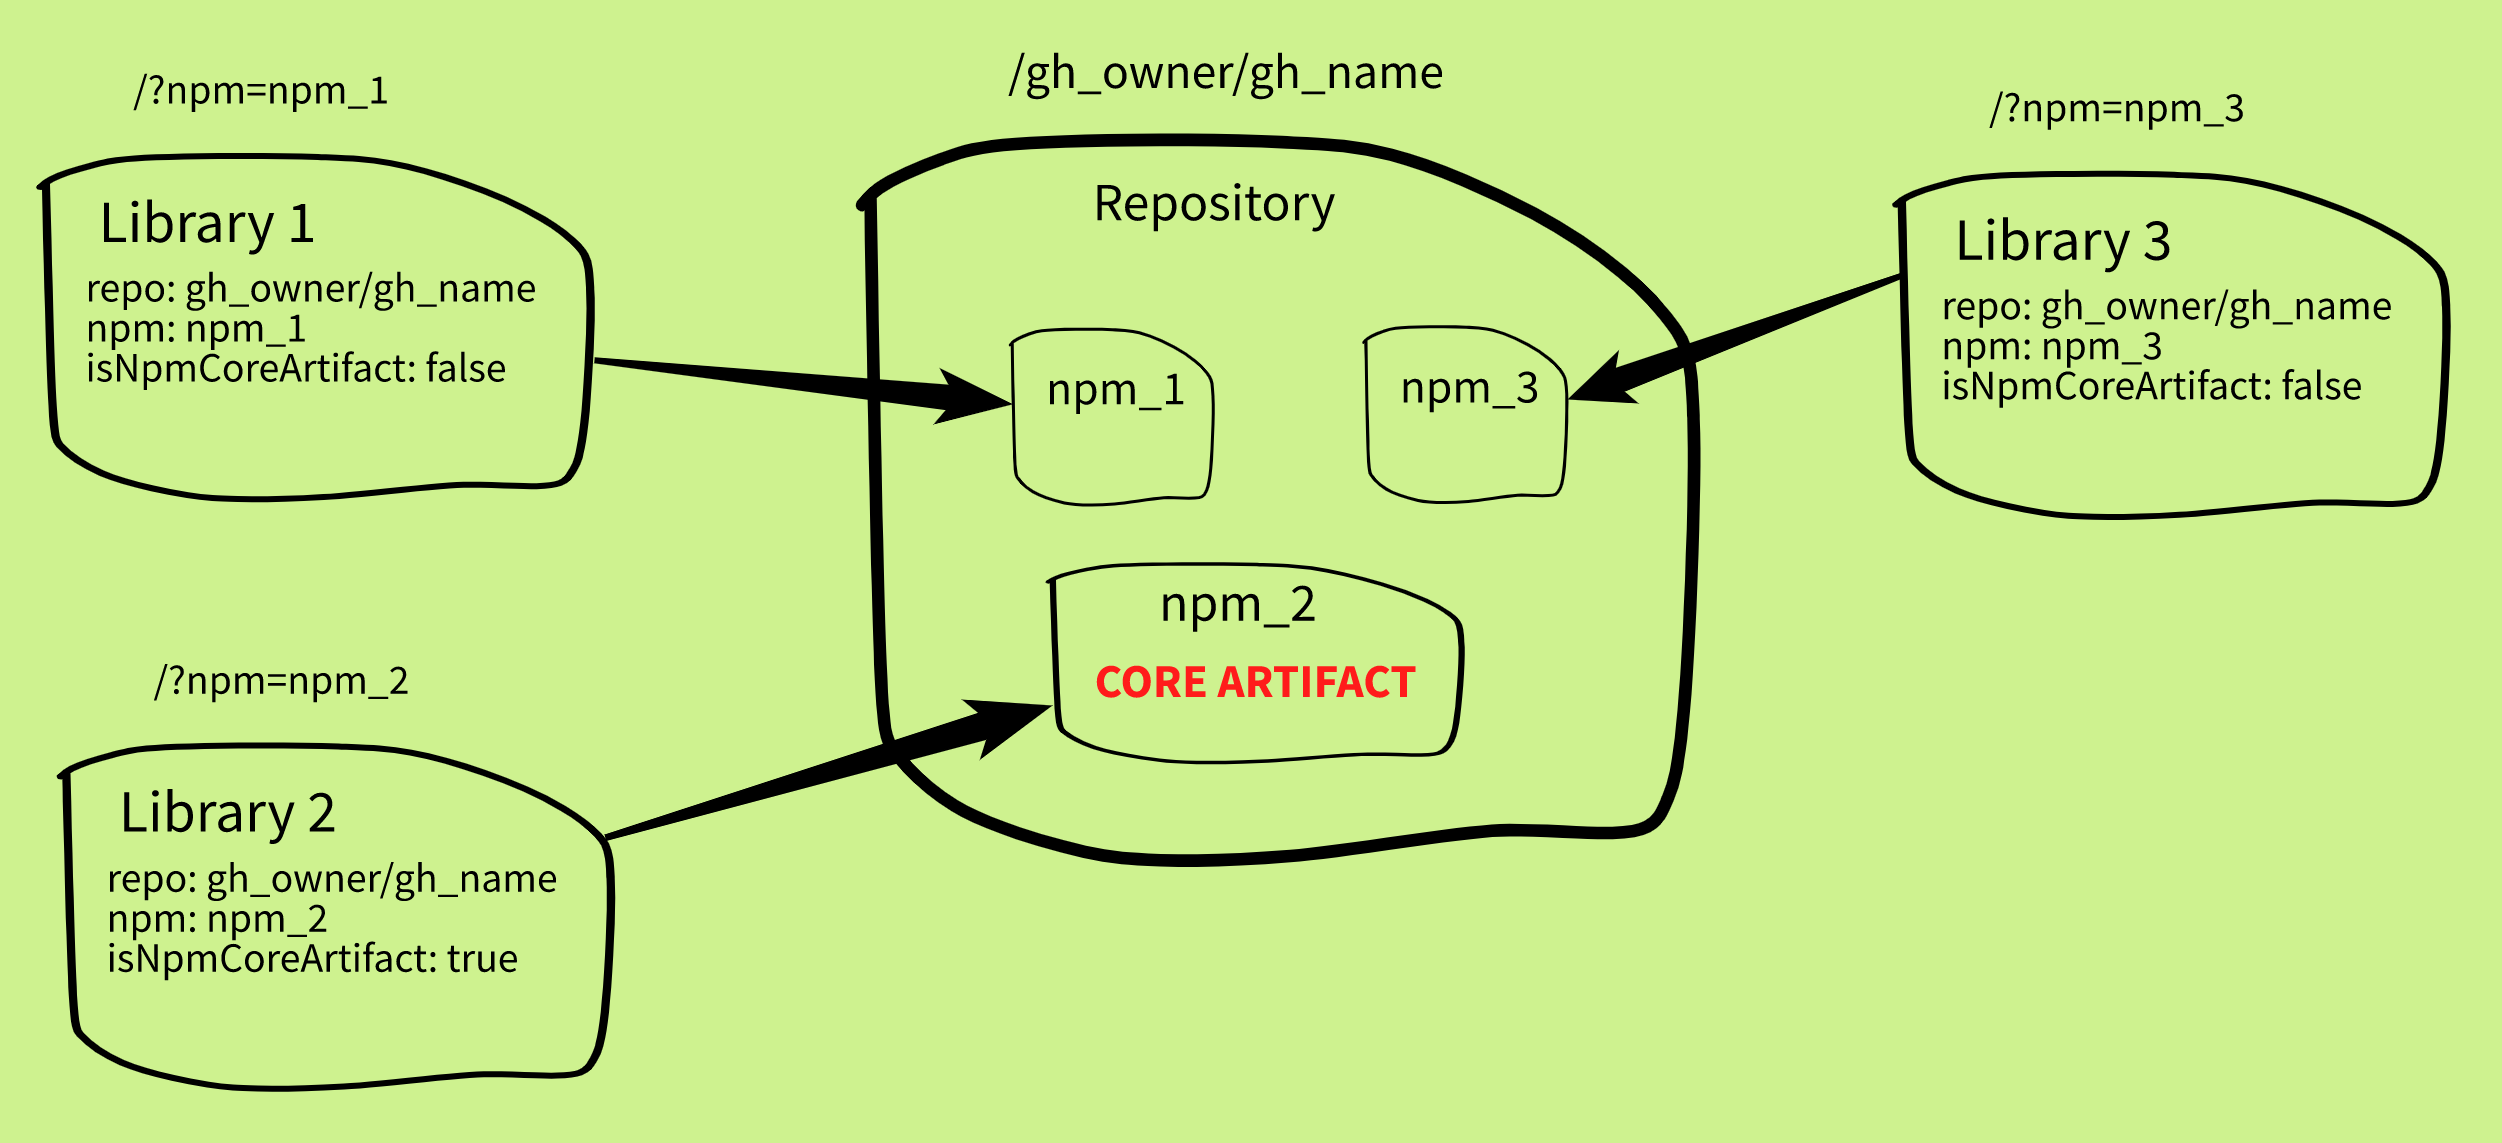 /?npm=npm_1
Library 1
repo: gh_owner/gh_name
npm: npm_1
isNpmCoreArtifact: false
/gh_owner/gh_name
Repository
npm_1
npm_3
npm_2
CORE ARTIFACT
/?npm=npm_3
Library 3
repo: gh_owner/gh_name
npm: npm_3
isNpmCoreArtifact: false
/?npm=npm_2
Library 2
repo: gh_owner/gh_name
npm: npm_2
isNpmCoreArtifact: true